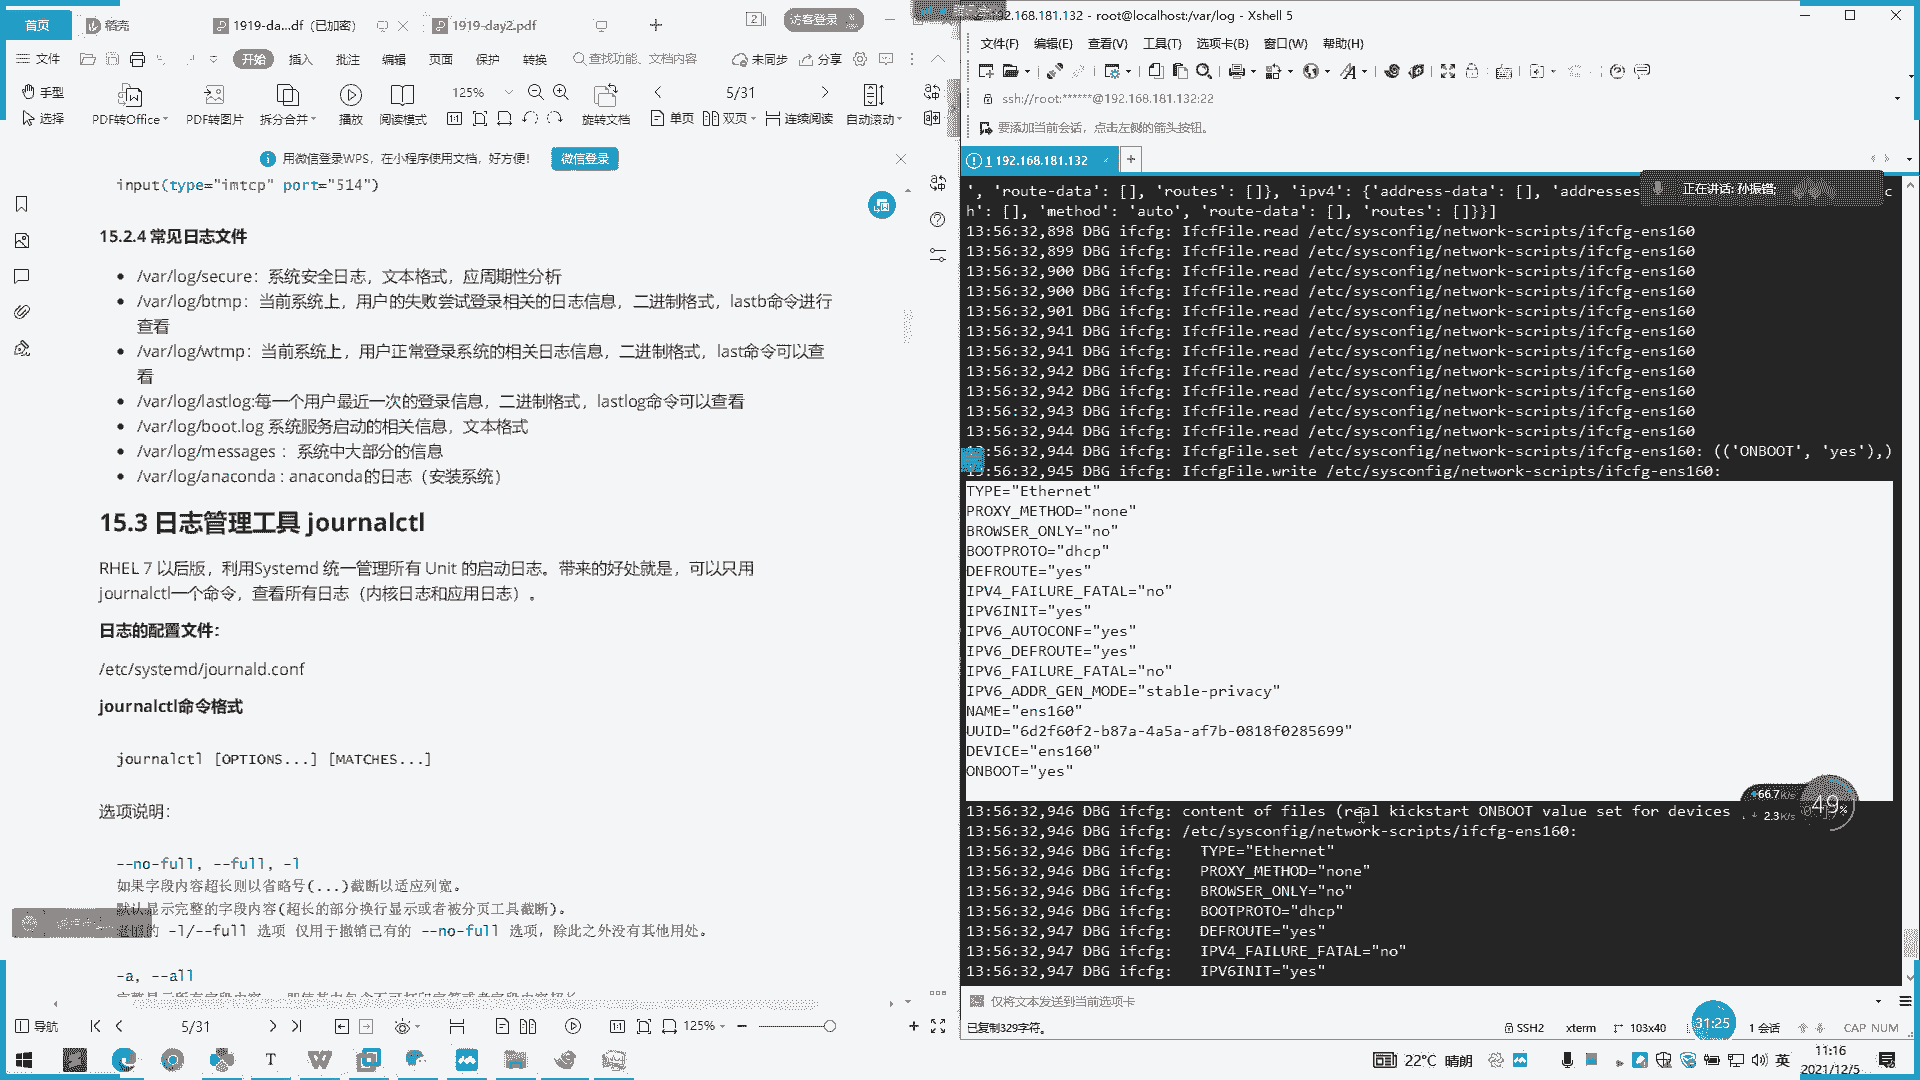 首页
稻壳
1919-da...df（已加密）
1919-day2.pdf
访客登录
文件
开始
插入
批注
编辑
页面
保护
转换
查找功能、文档内容
未同步
分享
手型
选择
PDF转Office
PDF转图片
拆分合并
播放
阅读模式
125%
5/31
旋转文档
单页
双页
连续阅读
自动滚动
用微信登录WPS，在小程序使用文档，好方便!
微信登录
input(type="imtcp" port="514")
15.2.4 常见日志文件
/var/log/secure：系统安全日志，文本格式，应周期性分析
/var/log/btmp：当前系统上，用户的失败尝试登录相关的日志信息，二进制格式，lastb命令进行
查看
/var/log/wtmp：当前系统上，用户正常登录系统的相关日志信息，二进制格式，last命令可以查
看
/var/log/lastlog:每一个用户最近一次的登录信息，二进制格式，lastlog命令可以查看
/var/log/boot.log 系统服务启动的相关信息，文本格式
/var/log/messages ：系统中大部分的信息
/var/log/anaconda : anaconda的日志（安装系统）
15.3 日志管理工具 journalctl
RHEL 7 以后版，利用Systemd 统一管理所有 Unit 的启动日志。带来的好处就是，可以只用
journalctl一个命令，查看所有日志（内核日志和应用日志）。
日志的配置文件：
/etc/systemd/journald.conf
journalctl命令格式
journalctl [OPTIONS...] [MATCHES...]
选项说明：
--no-full, --full, -l
如果字段内容超长则以省略号(...)截断以适应列宽。
默认显示完整的字段内容(超长的部分换行显示或者被分页工具截断)。
-l/--full 选项 仅用于撤销已有的 --no-full 选项，除此之外没有其他用处。
-a, --all
导航
5/31
125%
192.168.181.132 - root@localhost:/var/log - Xshell 5
文件(F)
编辑(E)
查看(V)
工具(T)
选项卡(B)
窗口(W)
帮助(H)
ssh://root:******@192.168.181.132:22
要添加当前会话，点击左侧的箭头按钮。
1 192.168.181.132
正在讲话: 孙振锴;
', 'route-data': [], 'routes': []}, 'ipv4': {'address-data': [], 'addresses
h': [], 'method': 'auto', 'route-data': [], 'routes': []}}]
13:56:32,898 DBG ifcfg: IfcfFile.read /etc/sysconfig/network-scripts/ifcfg-ens160
13:56:32,899 DBG ifcfg: IfcfFile.read /etc/sysconfig/network-scripts/ifcfg-ens160
13:56:32,900 DBG ifcfg: IfcfFile.read /etc/sysconfig/network-scripts/ifcfg-ens160
13:56:32,900 DBG ifcfg: IfcfFile.read /etc/sysconfig/network-scripts/ifcfg-ens160
13:56:32,901 DBG ifcfg: IfcfFile.read /etc/sysconfig/network-scripts/ifcfg-ens160
13:56:32,941 DBG ifcfg: IfcfFile.read /etc/sysconfig/network-scripts/ifcfg-ens160
13:56:32,941 DBG ifcfg: IfcfFile.read /etc/sysconfig/network-scripts/ifcfg-ens160
13:56:32,942 DBG ifcfg: IfcfFile.read /etc/sysconfig/network-scripts/ifcfg-ens160
13:56:32,942 DBG ifcfg: IfcfFile.read /etc/sysconfig/network-scripts/ifcfg-ens160
13:56:32,943 DBG ifcfg: IfcfFile.read /etc/sysconfig/network-scripts/ifcfg-ens160
13:56:32,944 DBG ifcfg: IfcfFile.read /etc/sysconfig/network-scripts/ifcfg-ens160
:56:32,944 DBG ifcfg: IfcfgFile.set /etc/sysconfig/network-scripts/ifcfg-ens160: (('ONBOOT', 'yes'),)
13:56:32,945 DBG ifcfg: IfcfgFile.write /etc/sysconfig/network-scripts/ifcfg-ens160:
TYPE="Ethernet"
PROXY_METHOD="none"
BROWSER_ONLY="no"
BOOTPROTO="dhcp"
DEFROUTE="yes"
IPV4_FAILURE_FATAL="no"
IPV6INIT="yes"
IPV6_AUTOCONF="yes"
IPV6_DEFROUTE="yes"
IPV6_FAILURE_FATAL="no"
IPV6_ADDR_GEN_MODE="stable-privacy"
NAME="ens160"
UUID="6d2f60f2-b87a-4a5a-af7b-0818f0285699"
DEVICE="ens160"
ONBOOT="yes"
13:56:32,946 DBG ifcfg: content of files (real kickstart ONBOOT value set for devices
13:56:32,946 DBG ifcfg: /etc/sysconfig/network-scripts/ifcfg-ens160:
13:56:32,946 DBG ifcfg:   TYPE="Ethernet"
13:56:32,946 DBG ifcfg:   PROXY_METHOD="none"
13:56:32,946 DBG ifcfg:   BROWSER_ONLY="no"
13:56:32,946 DBG ifcfg:   BOOTPROTO="dhcp"
13:56:32,947 DBG ifcfg:   DEFROUTE="yes"
13:56:32,947 DBG ifcfg:   IPV4_FAILURE_FATAL="no"
13:56:32,947 DBG ifcfg:   IPV6INIT="yes"
66.7K/s
2.3K/s
49%
仅将文本发送到当前选项卡
已复制329字符。
SSH2
xterm
103x40
31:25
1 会话
CAP NUM
22°C 晴朗
英
11:16
2021/12/5